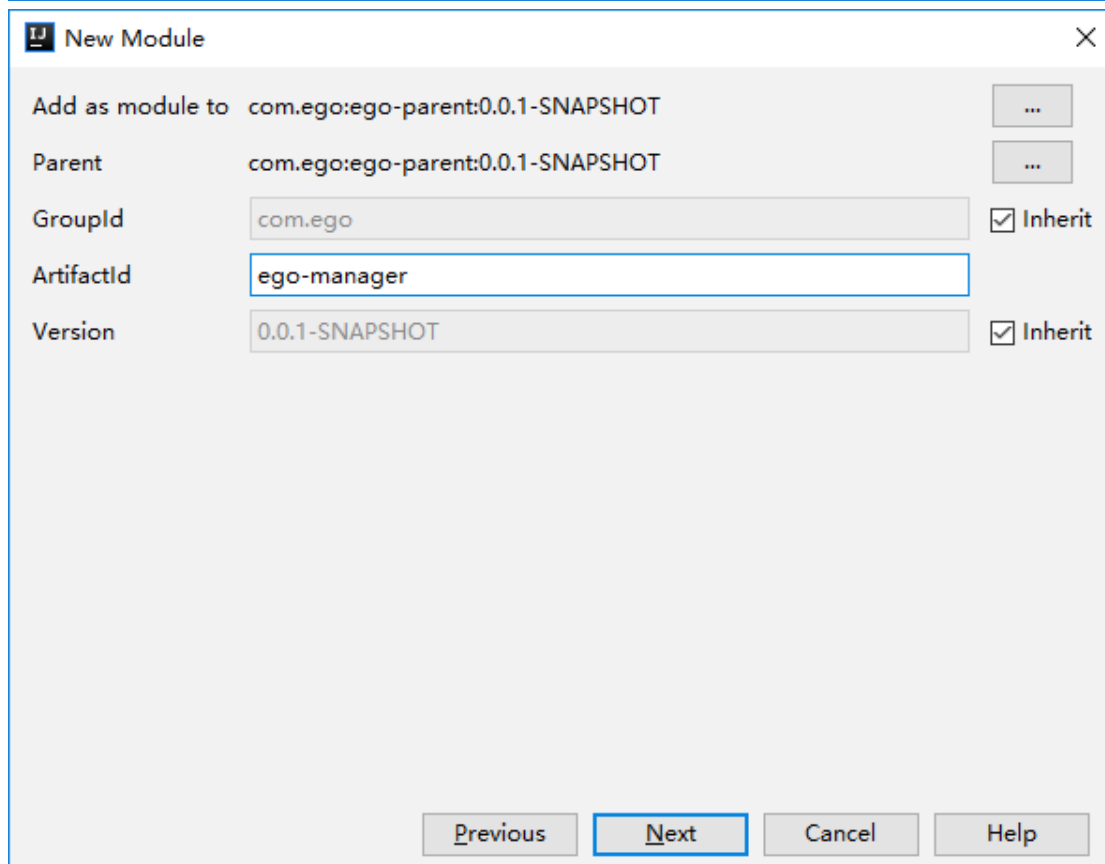 IJ New Module
Add as module to com.ego:ego-parent:0.0.1-SNAPSHOT ...
Parent com.ego:ego-parent:0.0.1-SNAPSHOT ...
GroupId com.ego Inherit
ArtifactId ego-manager
Version 0.0.1-SNAPSHOT Inherit
Previous Next Cancel Help